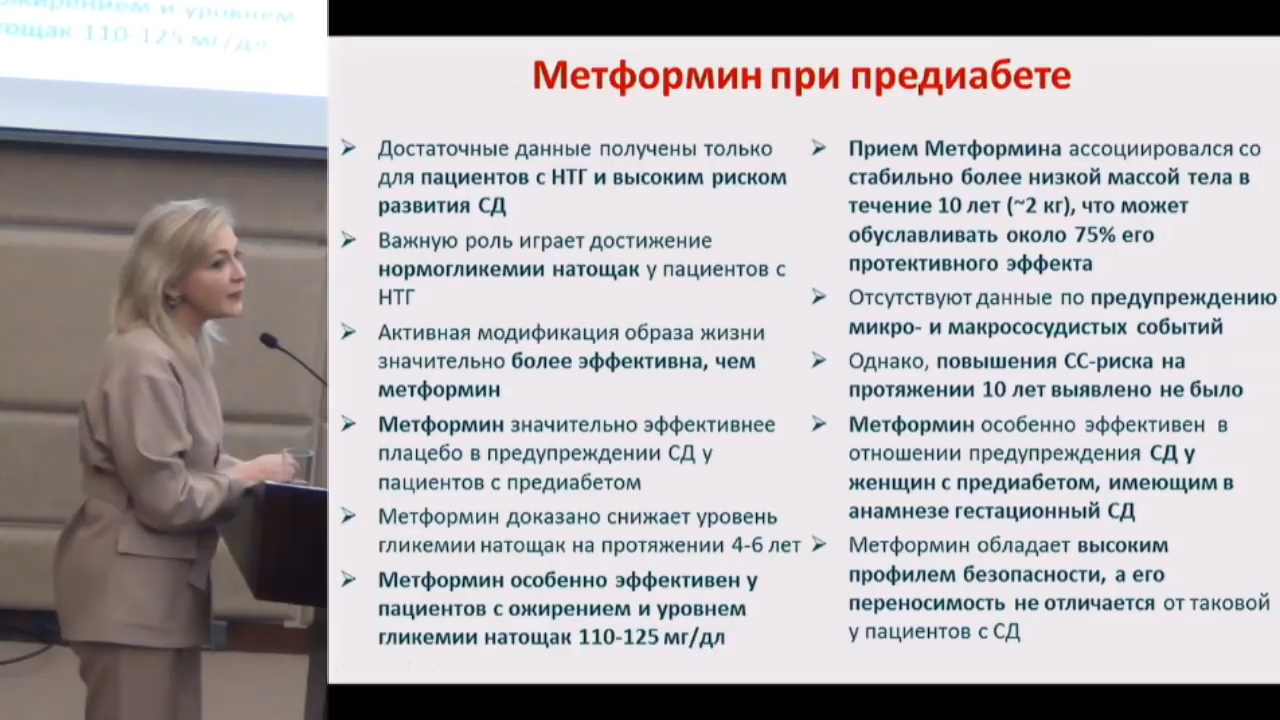 ожирением и уровнем
тощак 110-125 мг/дл
Метформин при предиабете
Достаточные данные получены только
для пациентов с НТГ и высоким риском
развития СД
Важную роль играет достижение
нормогликемии натощак у пациентов с
НТГ
Активная модификация образа жизни
значительно более эффективна, чем
метформин
Метформин значительно эффективнее
плацебо в предупреждении СД у
пациентов с предиабетом
Метформин доказано снижает уровень
гликемии натощак на протяжении 4-6 лет
Метформин особенно эффективен у
пациентов с ожирением и уровнем
гликемии натощак 110-125 мг/дл
Прием Метформина ассоциировался со
стабильно более низкой массой тела в
течение 10 лет (~2 кг), что может
обуславливать около 75% его
протективного эффекта
Отсутствуют данные по предупреждению
микро- и макрососудистых событий
Однако, повышения СС-риска на
протяжении 10 лет выявлено не было
Метформин особенно эффективен в
отношении предупреждения СД у
женщин с предиабетом, имеющим в
анамнезе гестационный СД
Метформин обладает высоким
профилем безопасности, а его
переносимость не отличается от таковой
у пациентов с СД